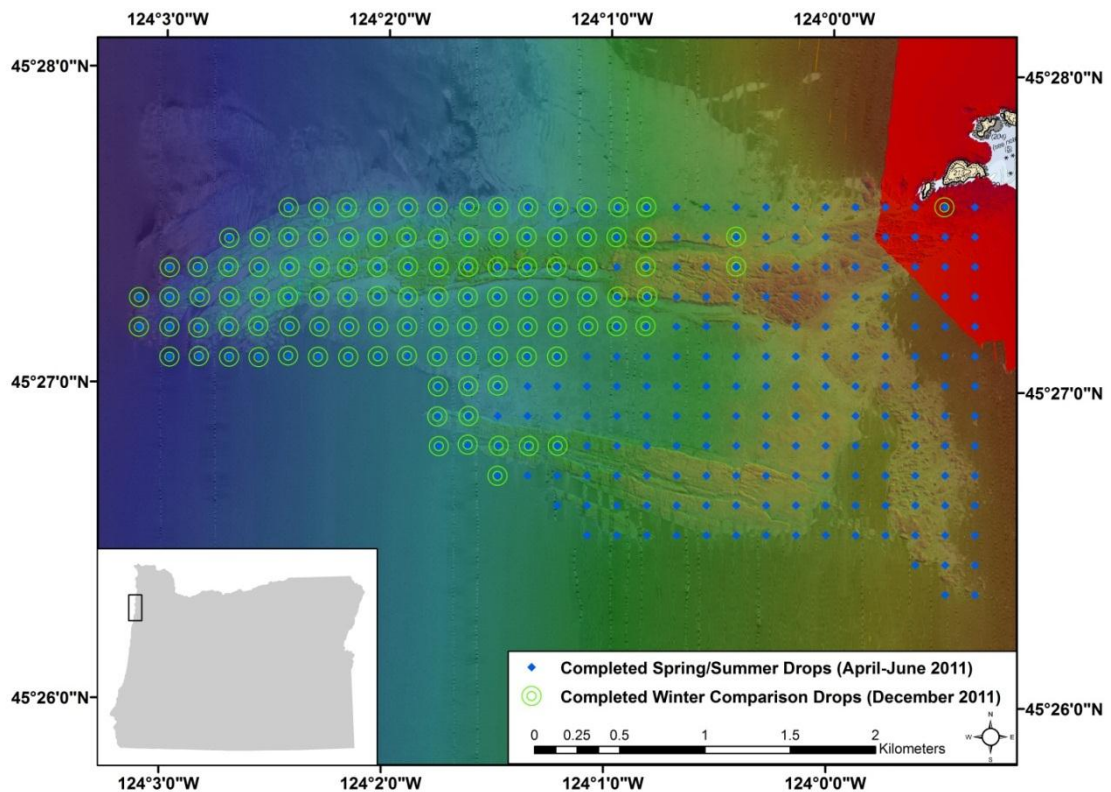 124°3'0"W 124°2'0"W 124°1'0"W 124°0'0"W
45°28'0"N 45°28'0"N
45°27'0"N 45°27'0"N
Completed Spring/Summer Drops (April-June 2011)
45°26'0"N Completed Winter Comparison Drops (December 2011) 45°26'0"N
N
0 0.25 0.5 1 1.5 2
Kilometers W E
S
124°3'0"W 124°2'0"W 124°1'0"W 124°0'0"W